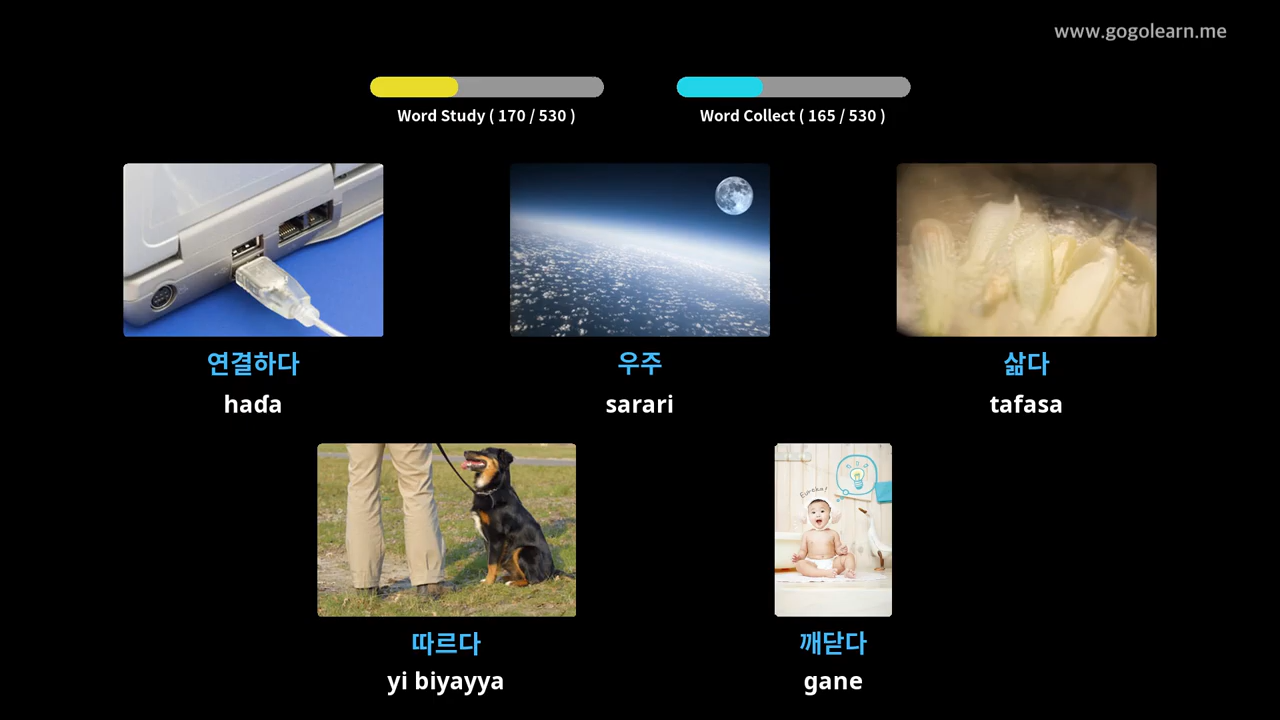 www.gogolearn.me
Word Study ( 170 / 530 )
Word Collect ( 165 / 530 )
연결하다
haɗa
우주
sarari
삶다
tafasa
Eureka!
따르다
yi biyayya
깨닫다
gane